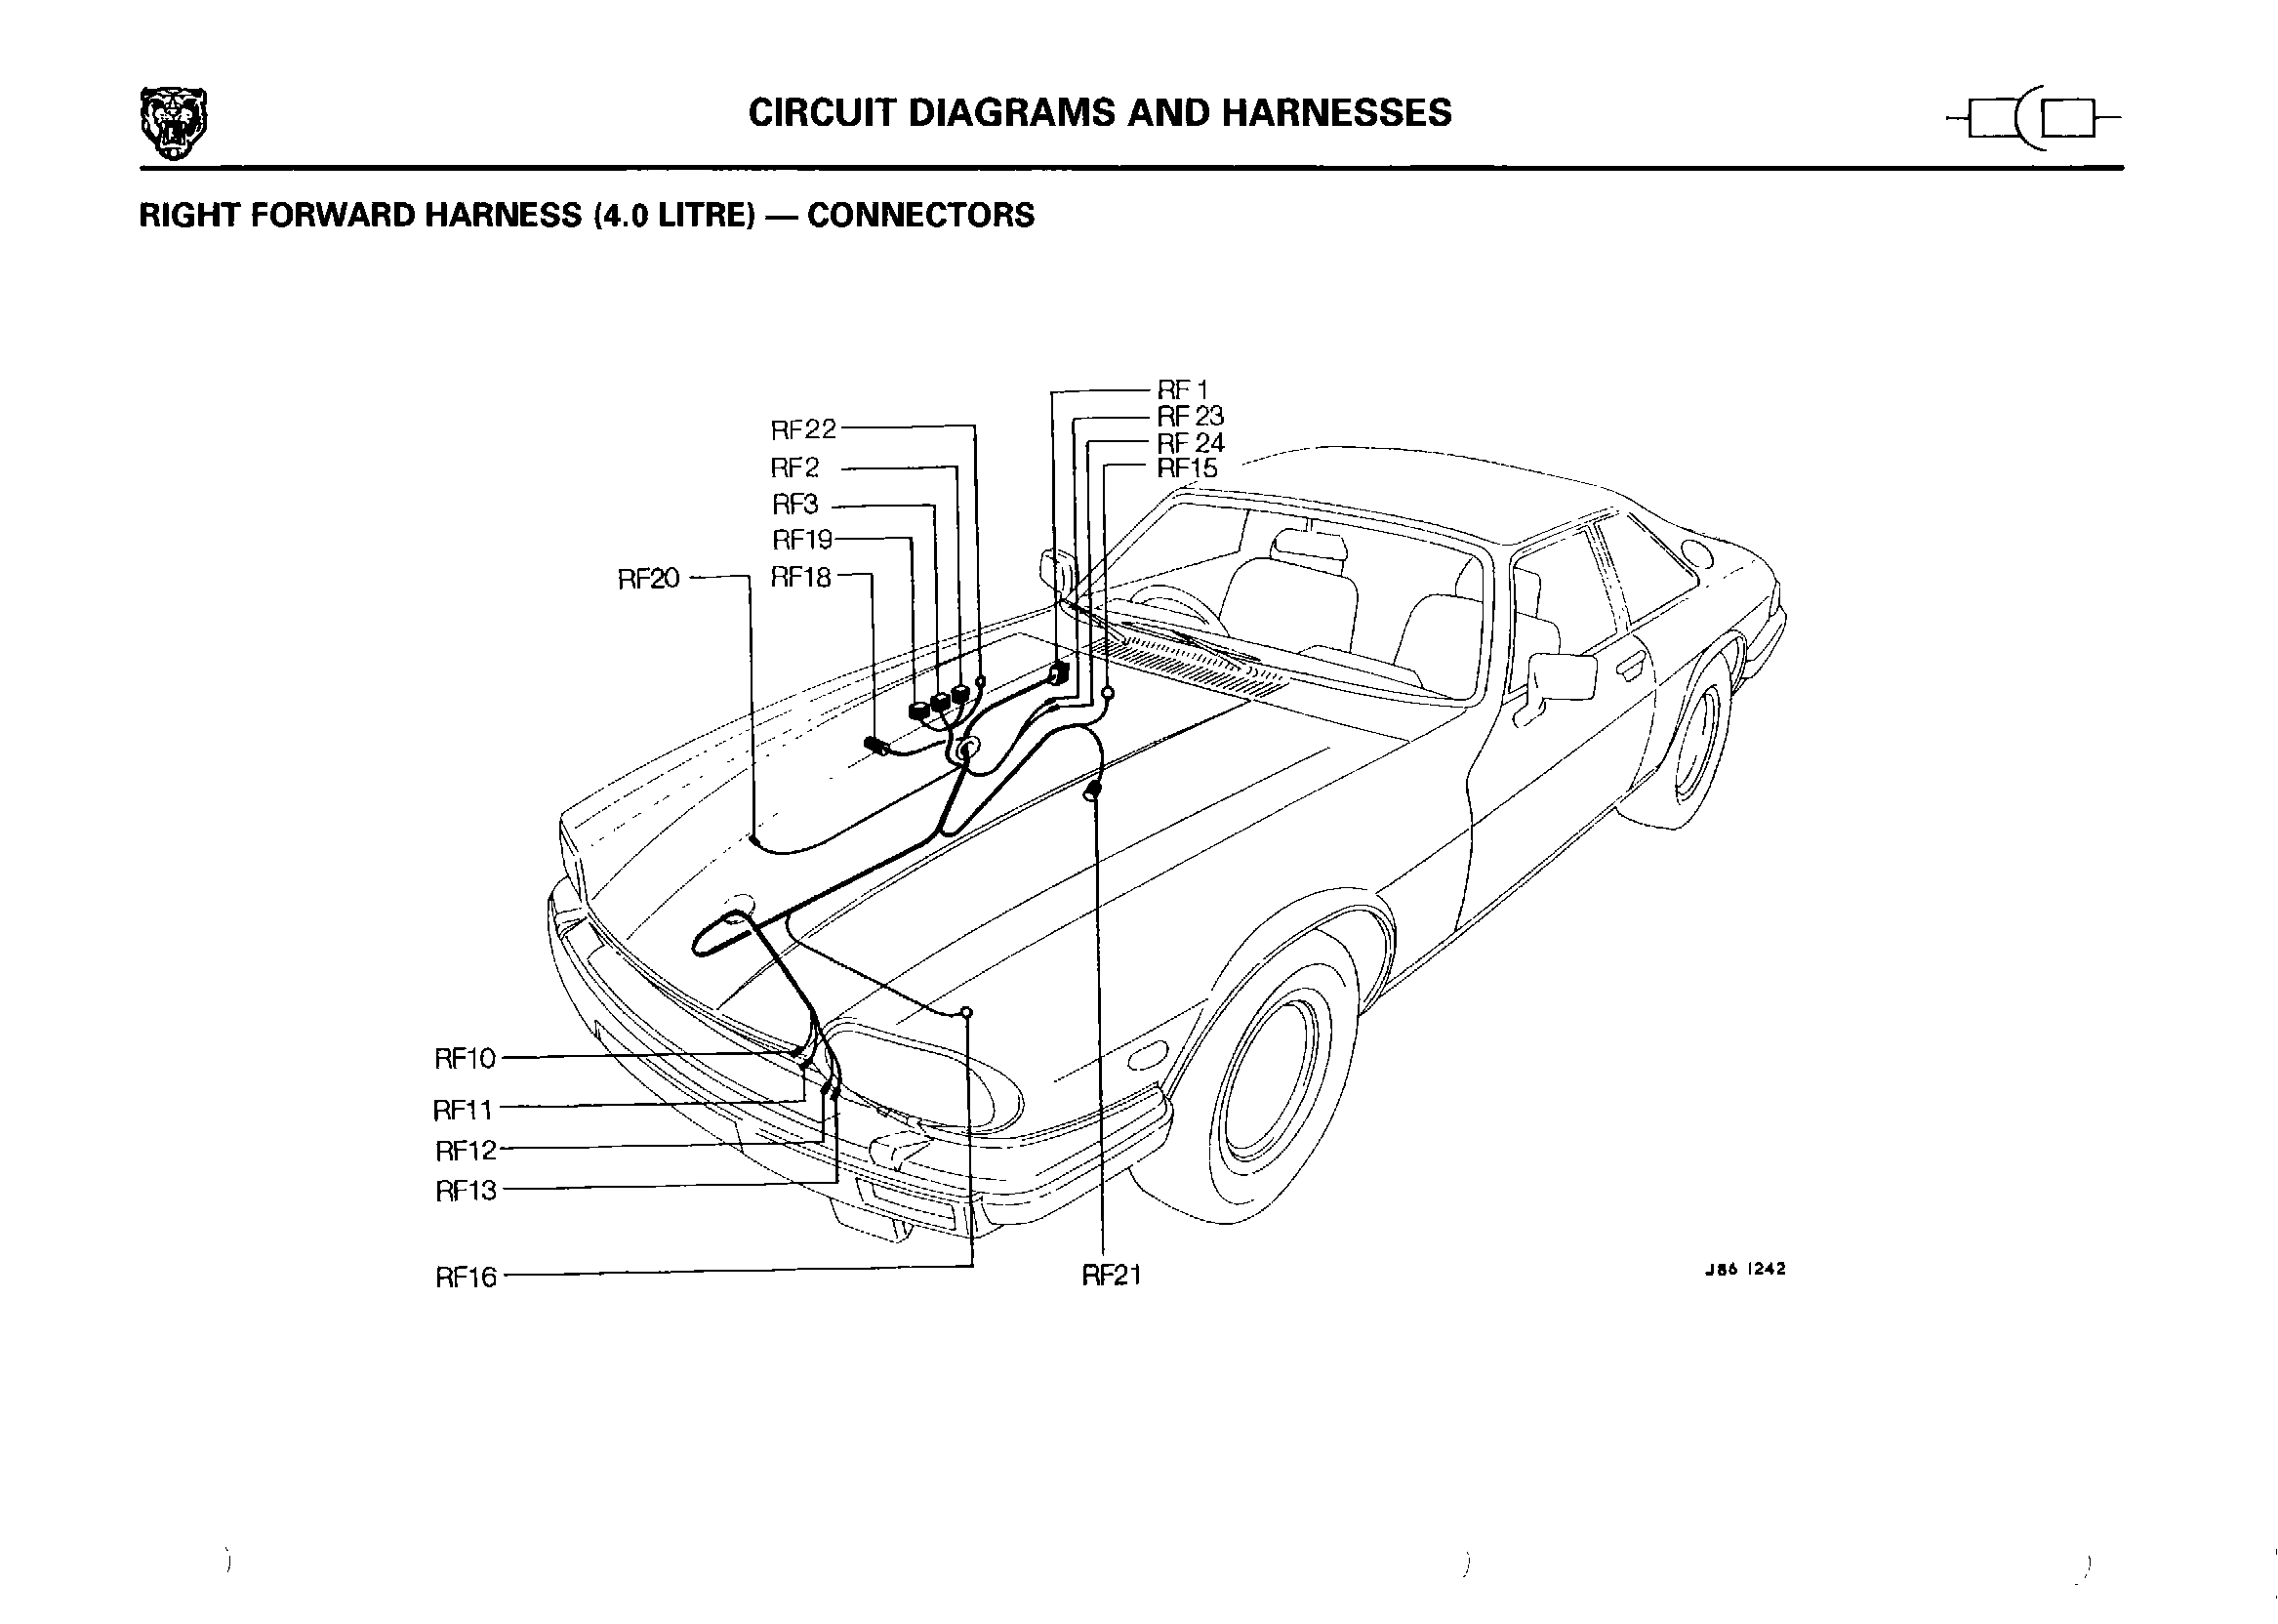 CIRCUIT DIAGRAMS AND HARNESSES
RIGHT FORWARD HARNESS (4.0 LITRE) — CONNECTORS
RF 1
RF 23
RF22
RF 24
RF2
RF15
RF3
RF19
RF20
RF18
RF10
RF11
RF12
RF13
RF16
RF21
J86 1242